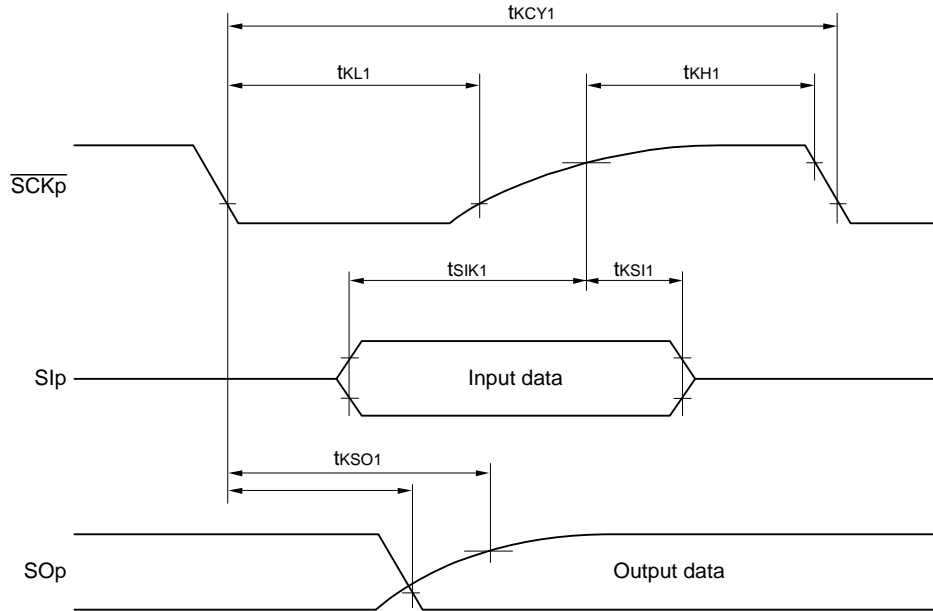 tKCY1
tKL1
tKH1
SCKp
tSIK1
tKSI1
SIp
Input data
tKSO1
SOp
Output data